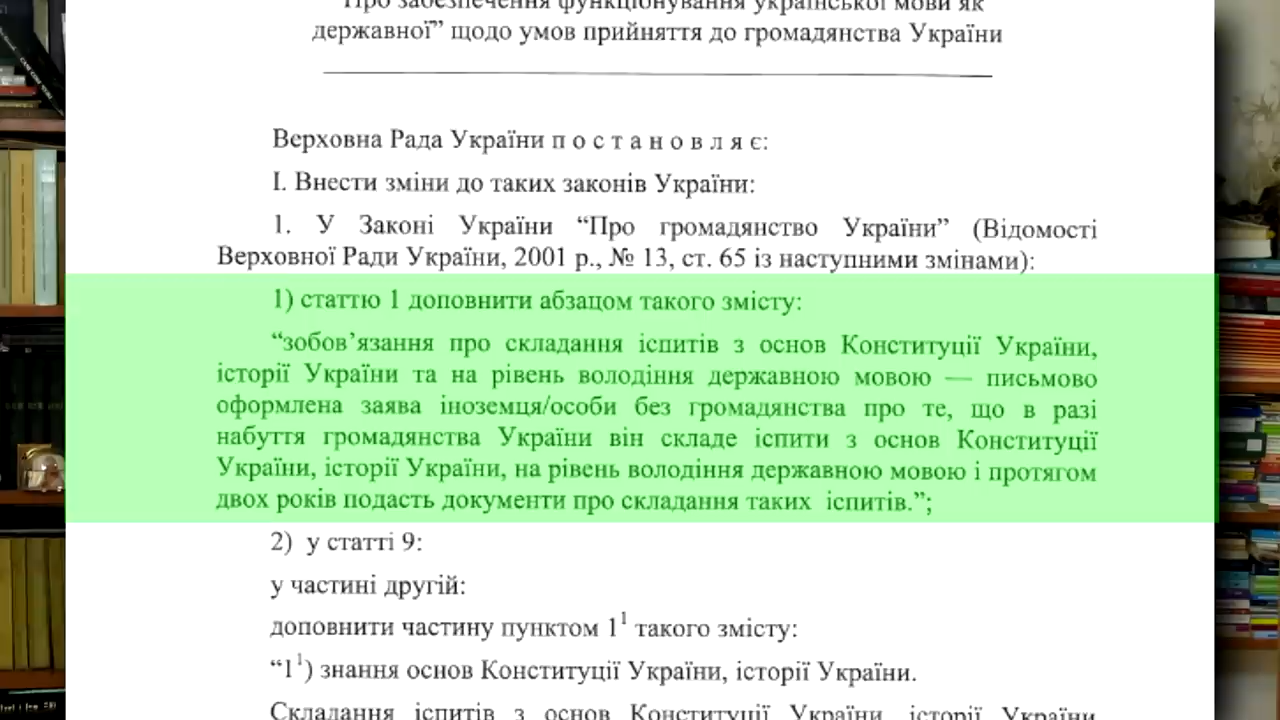 “Про забезпечення функціонування української мови як
державної” щодо умов прийняття до громадянства України
Верховна Рада України п о с т а н о в л я є:
І. Внести зміни до таких законів України:
1. У Законі України “Про громадянство України” (Відомості
Верховної Ради України, 2001 р., № 13, ст. 65 із наступними змінами):
1) статтю 1 доповнити абзацом такого змісту:
“зобов’язання про складання іспитів з основ Конституції України,
історії України та на рівень володіння державною мовою — письмово
оформлена заява іноземця/особи без громадянства про те, що в разі
набуття громадянства України він складе іспити з основ Конституції
України, історії України, на рівень володіння державною мовою і протягом
двох років подасть документи про складання таких іспитів.”;
2) у статті 9:
у частині другій:
доповнити частину пунктом 1¹ такого змісту:
“1¹) знання основ Конституції України, історії України.
Складання іспитів з основ Конституції України, історії України